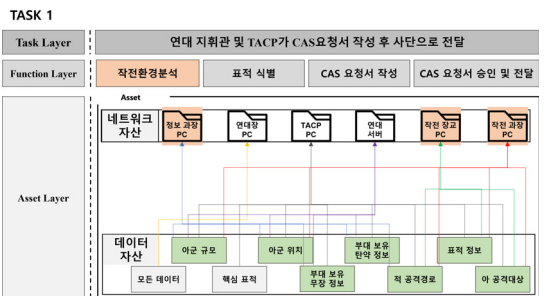 TASK 1
Task Layer
연대 지휘관 및 TACP가 CAS요청서 작성 후 사단으로 전달
Function Layer
작전환경분석
표적 식별
CAS 요청서 작성
CAS 요청서 승인 및 전달
Asset Layer
Asset
네트워크
자산
정보 과장
PC
연대장
PC
TACP
PC
연대
서버
작전 장교
PC
작전 과장
PC
데이터
자산
아군 규모
아군 위치
부대 보유
탄약 정보
표적 정보
모든 데이터
핵심 표적
부대 보유
무장 정보
적 공격경로
아 공격대상